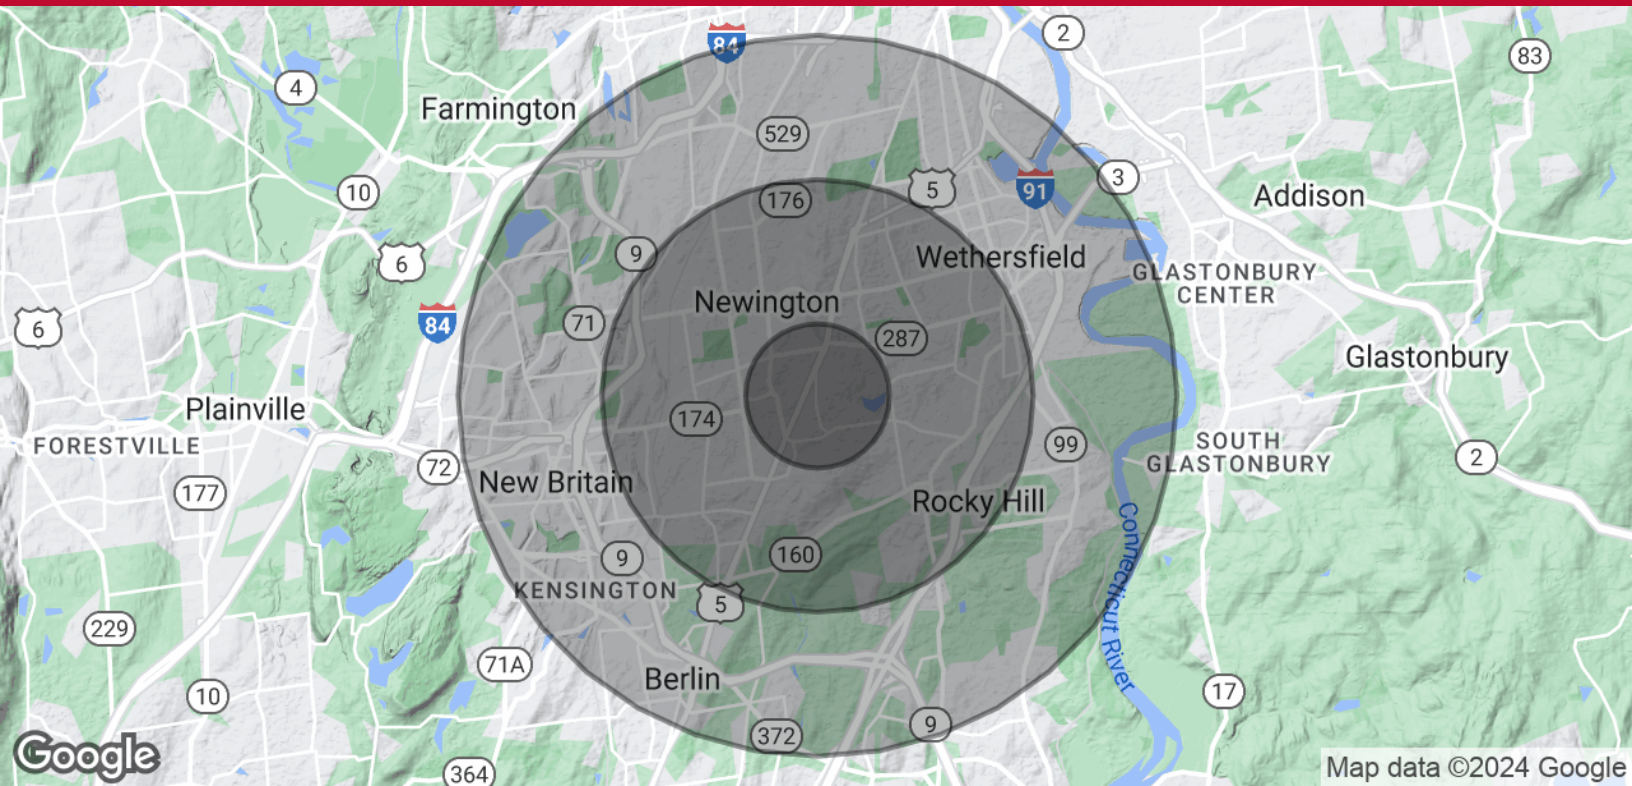 84
2
83
4
Farmington
529
10
176
5
91
3
Addison
9
6
Wethersfield
GLASTONBURY
CENTER
Newington
6
84
71
287
Glastonbury
Plainville
174
FORESTVILLE
99
SOUTH
GLASTONBURY
2
72
New Britain
177
Rocky Hill
Connecticut River
9
160
KENSINGTON
5
229
71A
Berlin
10
17
9
372
364
Google
Map data ©2024 Google